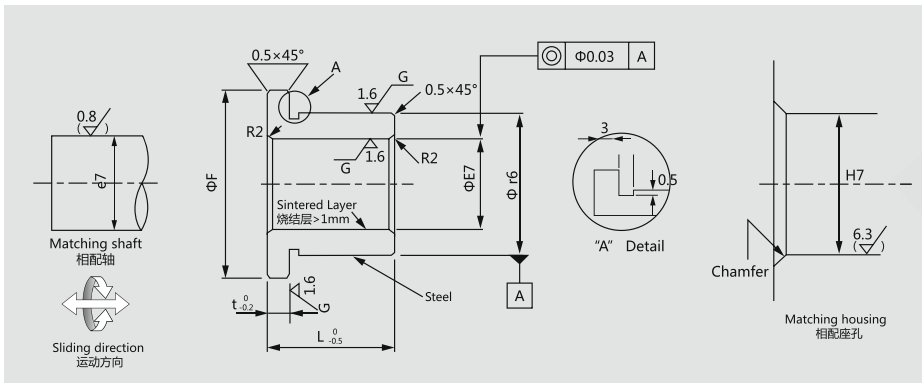 0.8
e7
Matching shaft
相配轴
Sliding direction
运动方向
0.5×45°
A
1.6
G
0.5×45°
R2
1.6
G
R2
ΦF
Sintered Layer
烧结层>1mm
ΦE7
Φ r6
Φ0.03
A
1.6
G
Steel
A
t 0
-0.2
L 0
-0.5
3
0.5
"A" Detail
H7
6.3
Chamfer
Matching housing
相配座孔